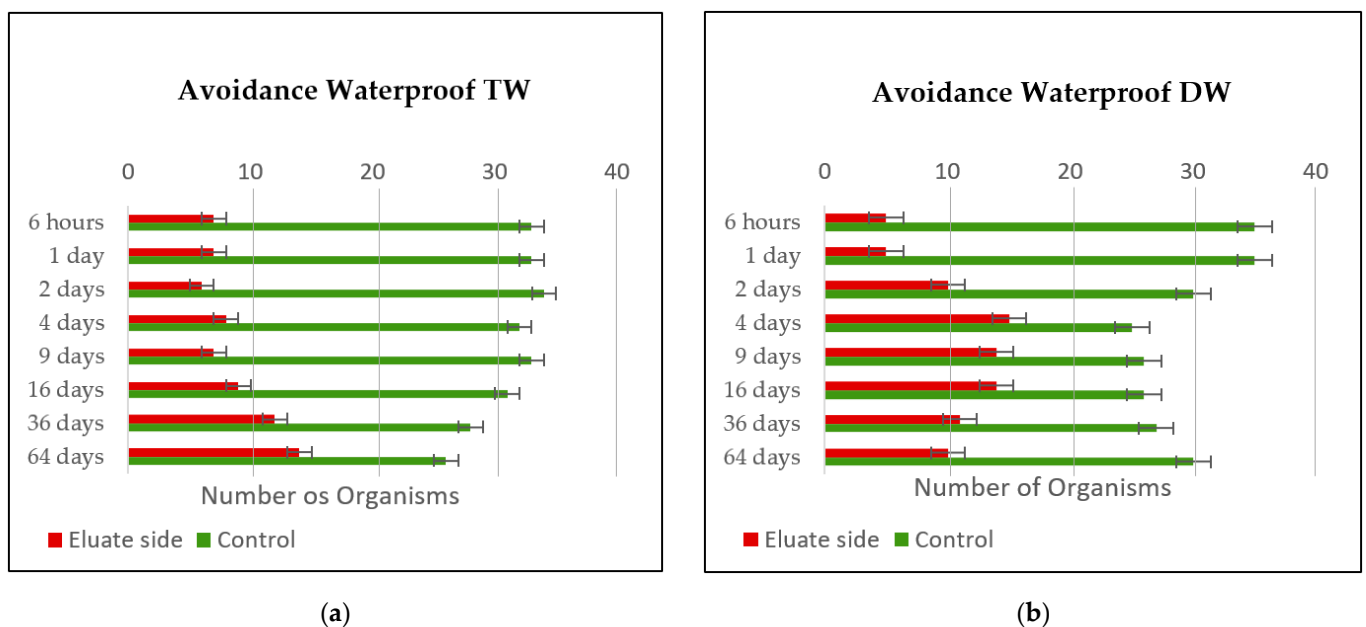 Avoidance Waterproof TW
0 10 20 30 40
6 hours
1 day
2 days
4 days
9 days
16 days
36 days
64 days
Number os Organisms
Eluate side Control
(a)
Avoidance Waterproof DW
0 10 20 30 40
6 hours
1 day
2 days
4 days
9 days
16 days
36 days
64 days
Number of Organisms
Eluate side Control
(b)